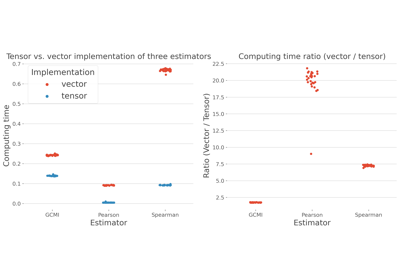 Tensor vs. vector implementation of three estimators
Implementation
vector
tensor
Computing time
0.7
0.6
0.5
0.4
0.3
0.2
0.1
0.0
GCMI
Pearson
Spearman
Estimator
Computing time ratio (vector / tensor)
Ratio (Vector / Tensor)
22.5
20.0
17.5
15.0
12.5
10.0
7.5
5.0
2.5
GCMI
Pearson
Spearman
Estimator